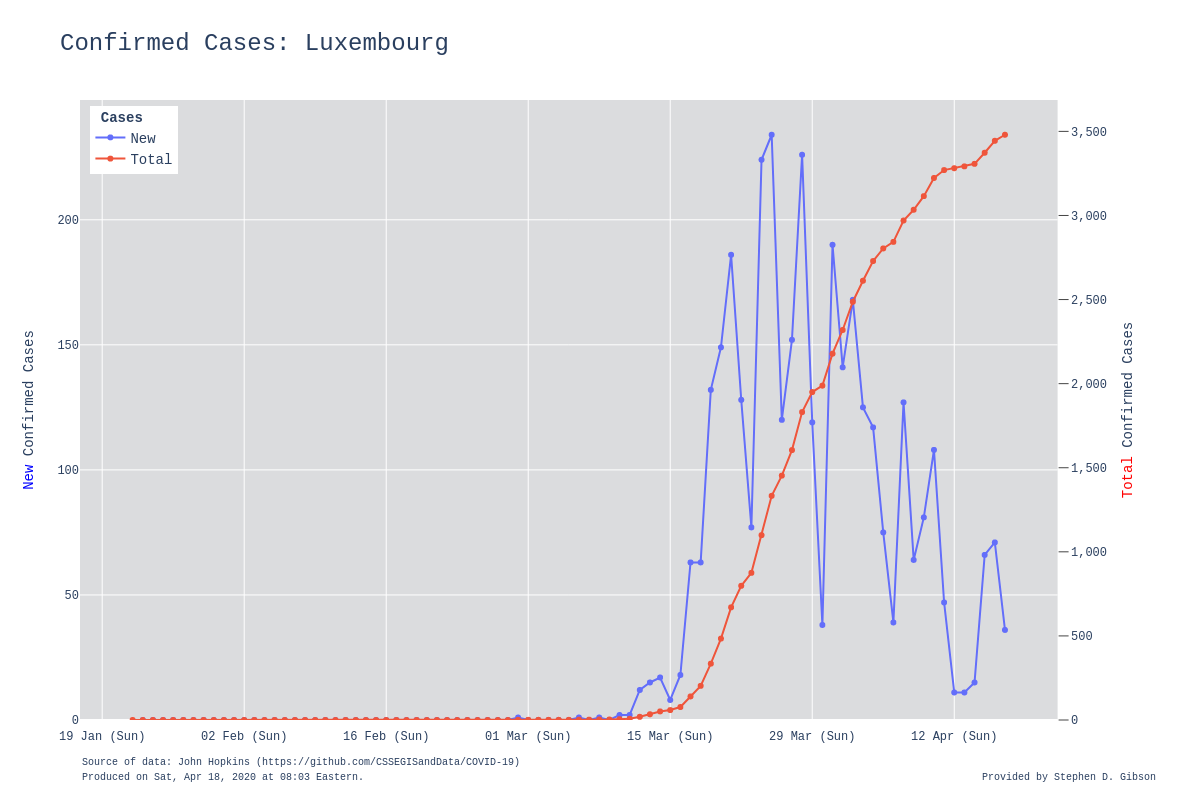 Confirmed Cases: Luxembourg
Cases
New
Total
200
150
100
50
0
3,500
3,000
2,500
2,000
1,500
1,000
500
0
New Confirmed Cases
Total Confirmed Cases
19 Jan (Sun) 02 Feb (Sun) 16 Feb (Sun) 01 Mar (Sun) 15 Mar (Sun) 29 Mar (Sun) 12 Apr (Sun)
Source of data: John Hopkins (https://github.com/CSSEGISandData/COVID-19)
Produced on Sat, Apr 18, 2020 at 08:03 Eastern.
Provided by Stephen D. Gibson